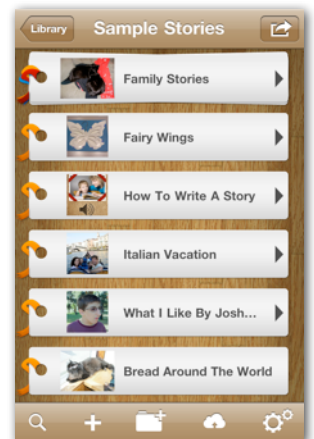 Library
Sample Stories
Family Stories
Fairy Wings
How To Write A Story
Italian Vacation
What I Like By Josh...
Bread Around The World